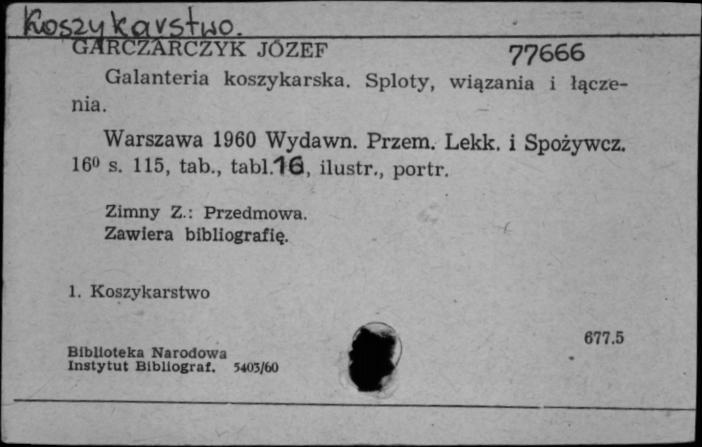 Koszykarstwo.
GARCZARCZYK JÓZEF 77666
Galanteria koszykarska. Sploty, wiązania i łącze-
nia.
Warszawa 1960 Wydawn. Przem. Lekk. i Spożywcz.
16⁰ s. 115, tab., tabl. 16, ilustr., portr.
Zimny Z.: Przedmowa.
Zawiera bibliografię.
1. Koszykarstwo
677.5
Biblioteka Narodowa
Instytut Bibliograf. 5403/60